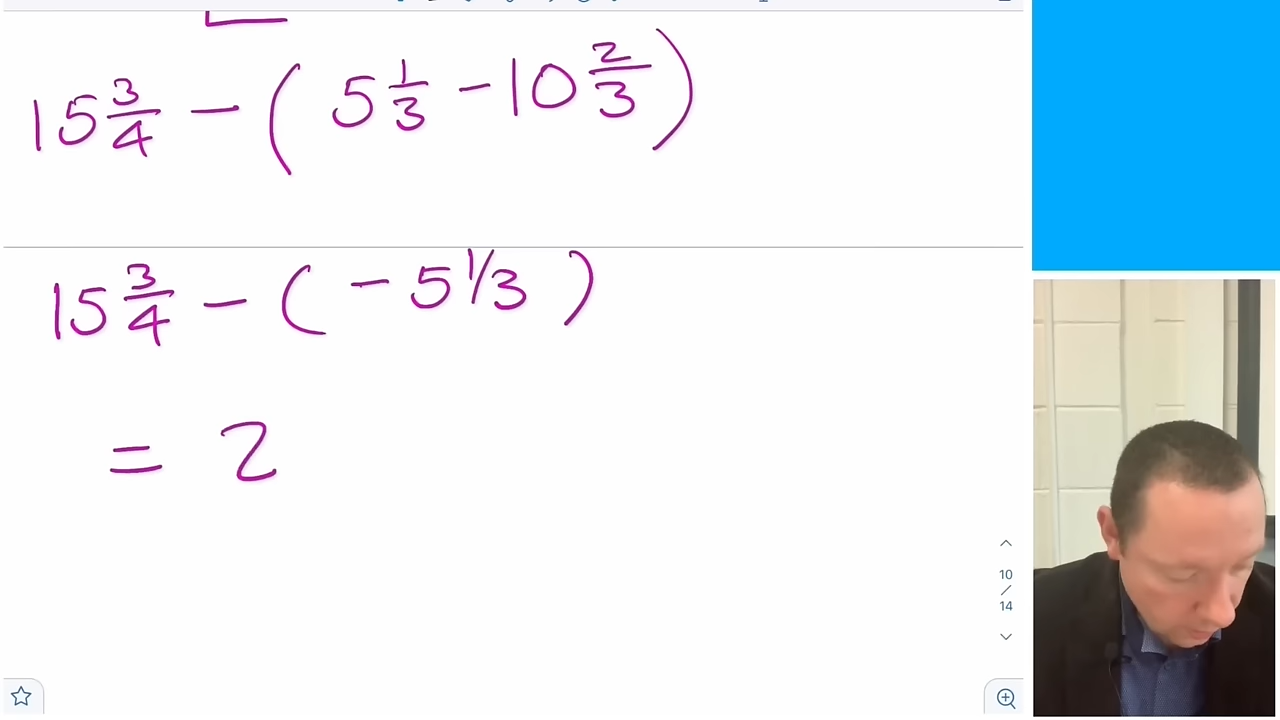 15 3/4 - ( 5 1/3 - 10 2/3 )
15 3/4 - ( - 5 1/3 )
= 2
10
/
14